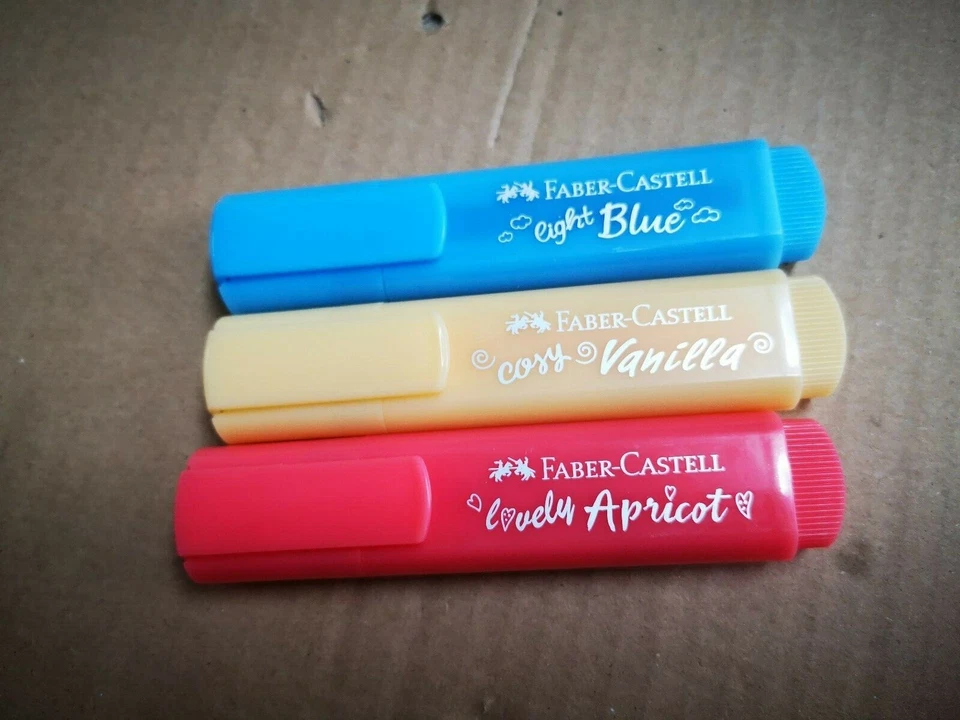 FABER-CASTELL
light Blue
FABER-CASTELL
cosy Vanilla
FABER-CASTELL
lovely Apricot